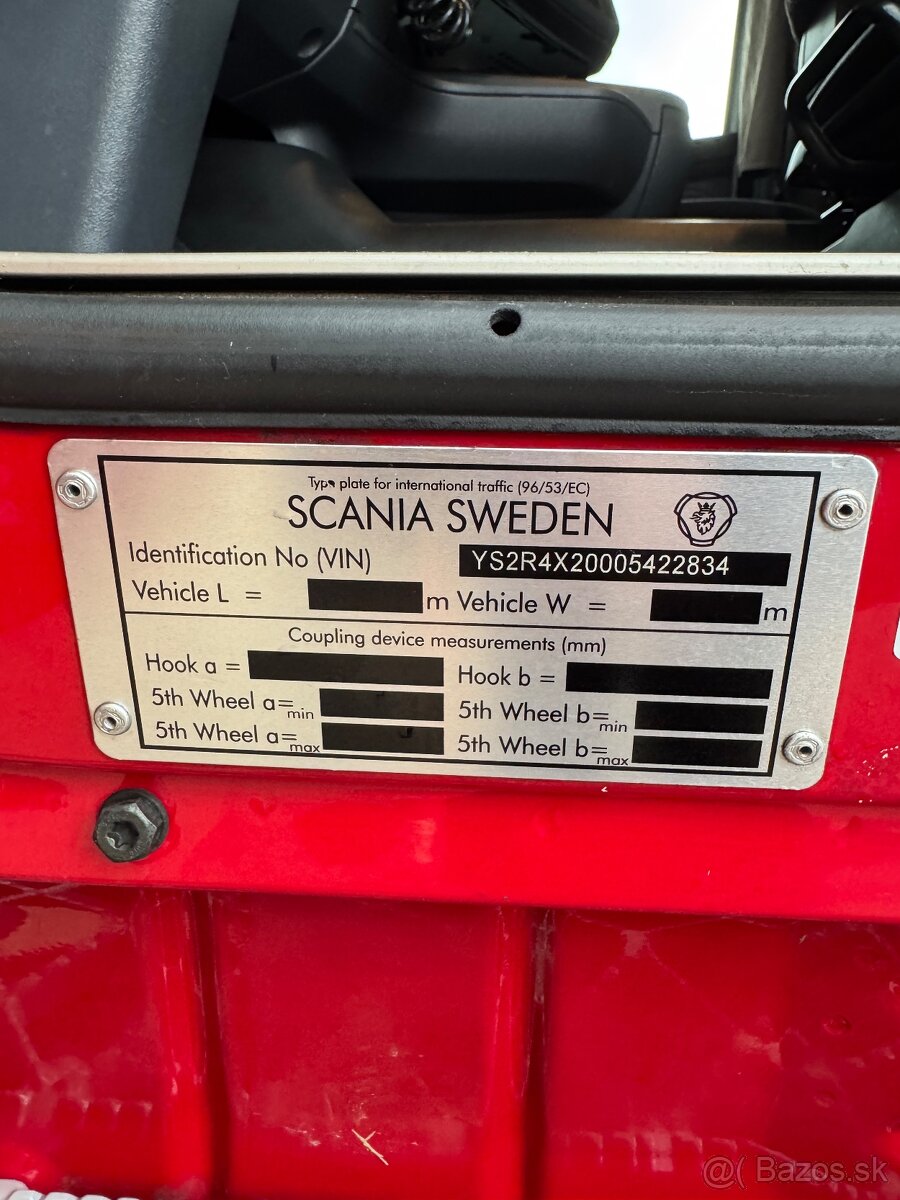 Type plate for international traffic (96/53/EC)
SCANIA SWEDEN
Identification No (VIN) YS2R4X20005422834
Vehicle L = m Vehicle W = m
Coupling device measurements (mm)
Hook a = Hook b =
5th Wheel a=min 5th Wheel b=min
5th Wheel a=max 5th Wheel b=max
@( Bazos.sk